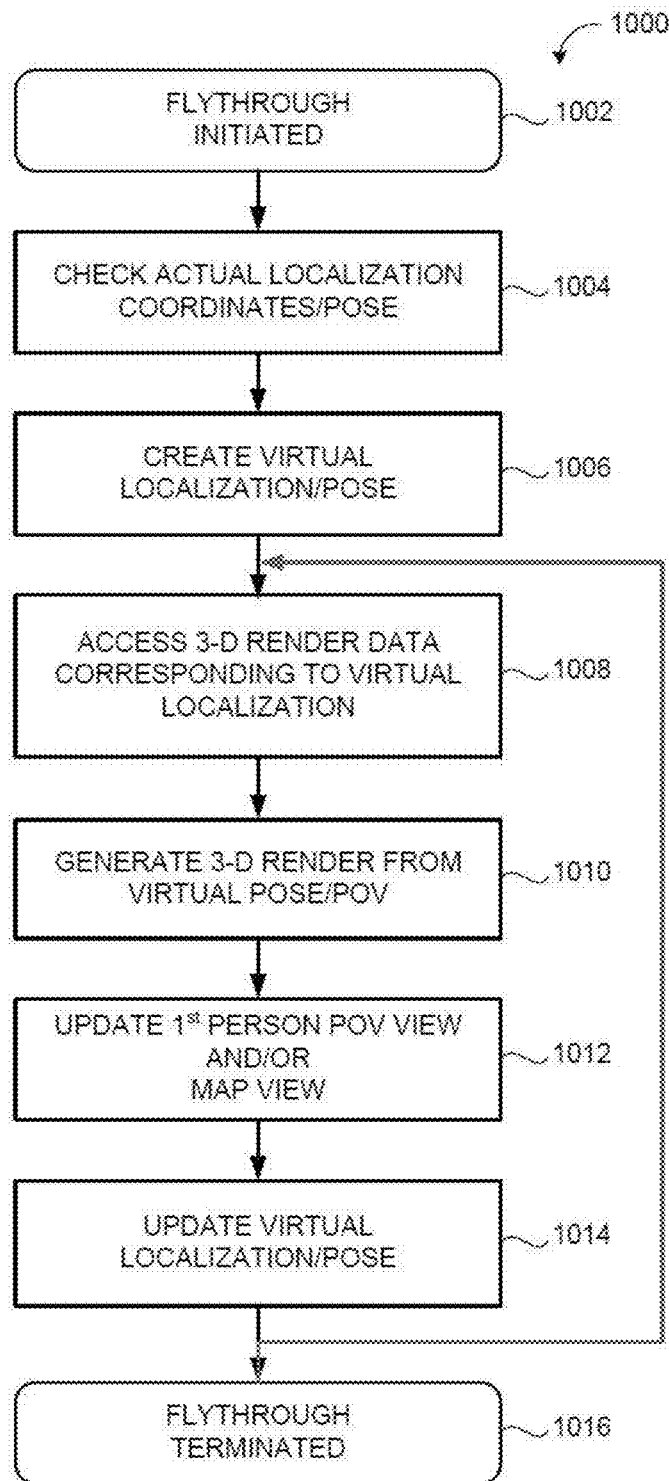 1000
FLYTHROUGH
INITIATED
1002
CHECK ACTUAL LOCALIZATION
COORDINATES/POSE
1004
CREATE VIRTUAL
LOCALIZATION/POSE
1006
ACCESS 3-D RENDER DATA
CORRESPONDING TO VIRTUAL
LOCALIZATION
1008
GENERATE 3-D RENDER FROM
VIRTUAL POSE/POV
1010
UPDATE 1st PERSON POV VIEW
AND/OR
MAP VIEW
1012
UPDATE VIRTUAL
LOCALIZATION/POSE
1014
FLYTHROUGH
TERMINATED
1016